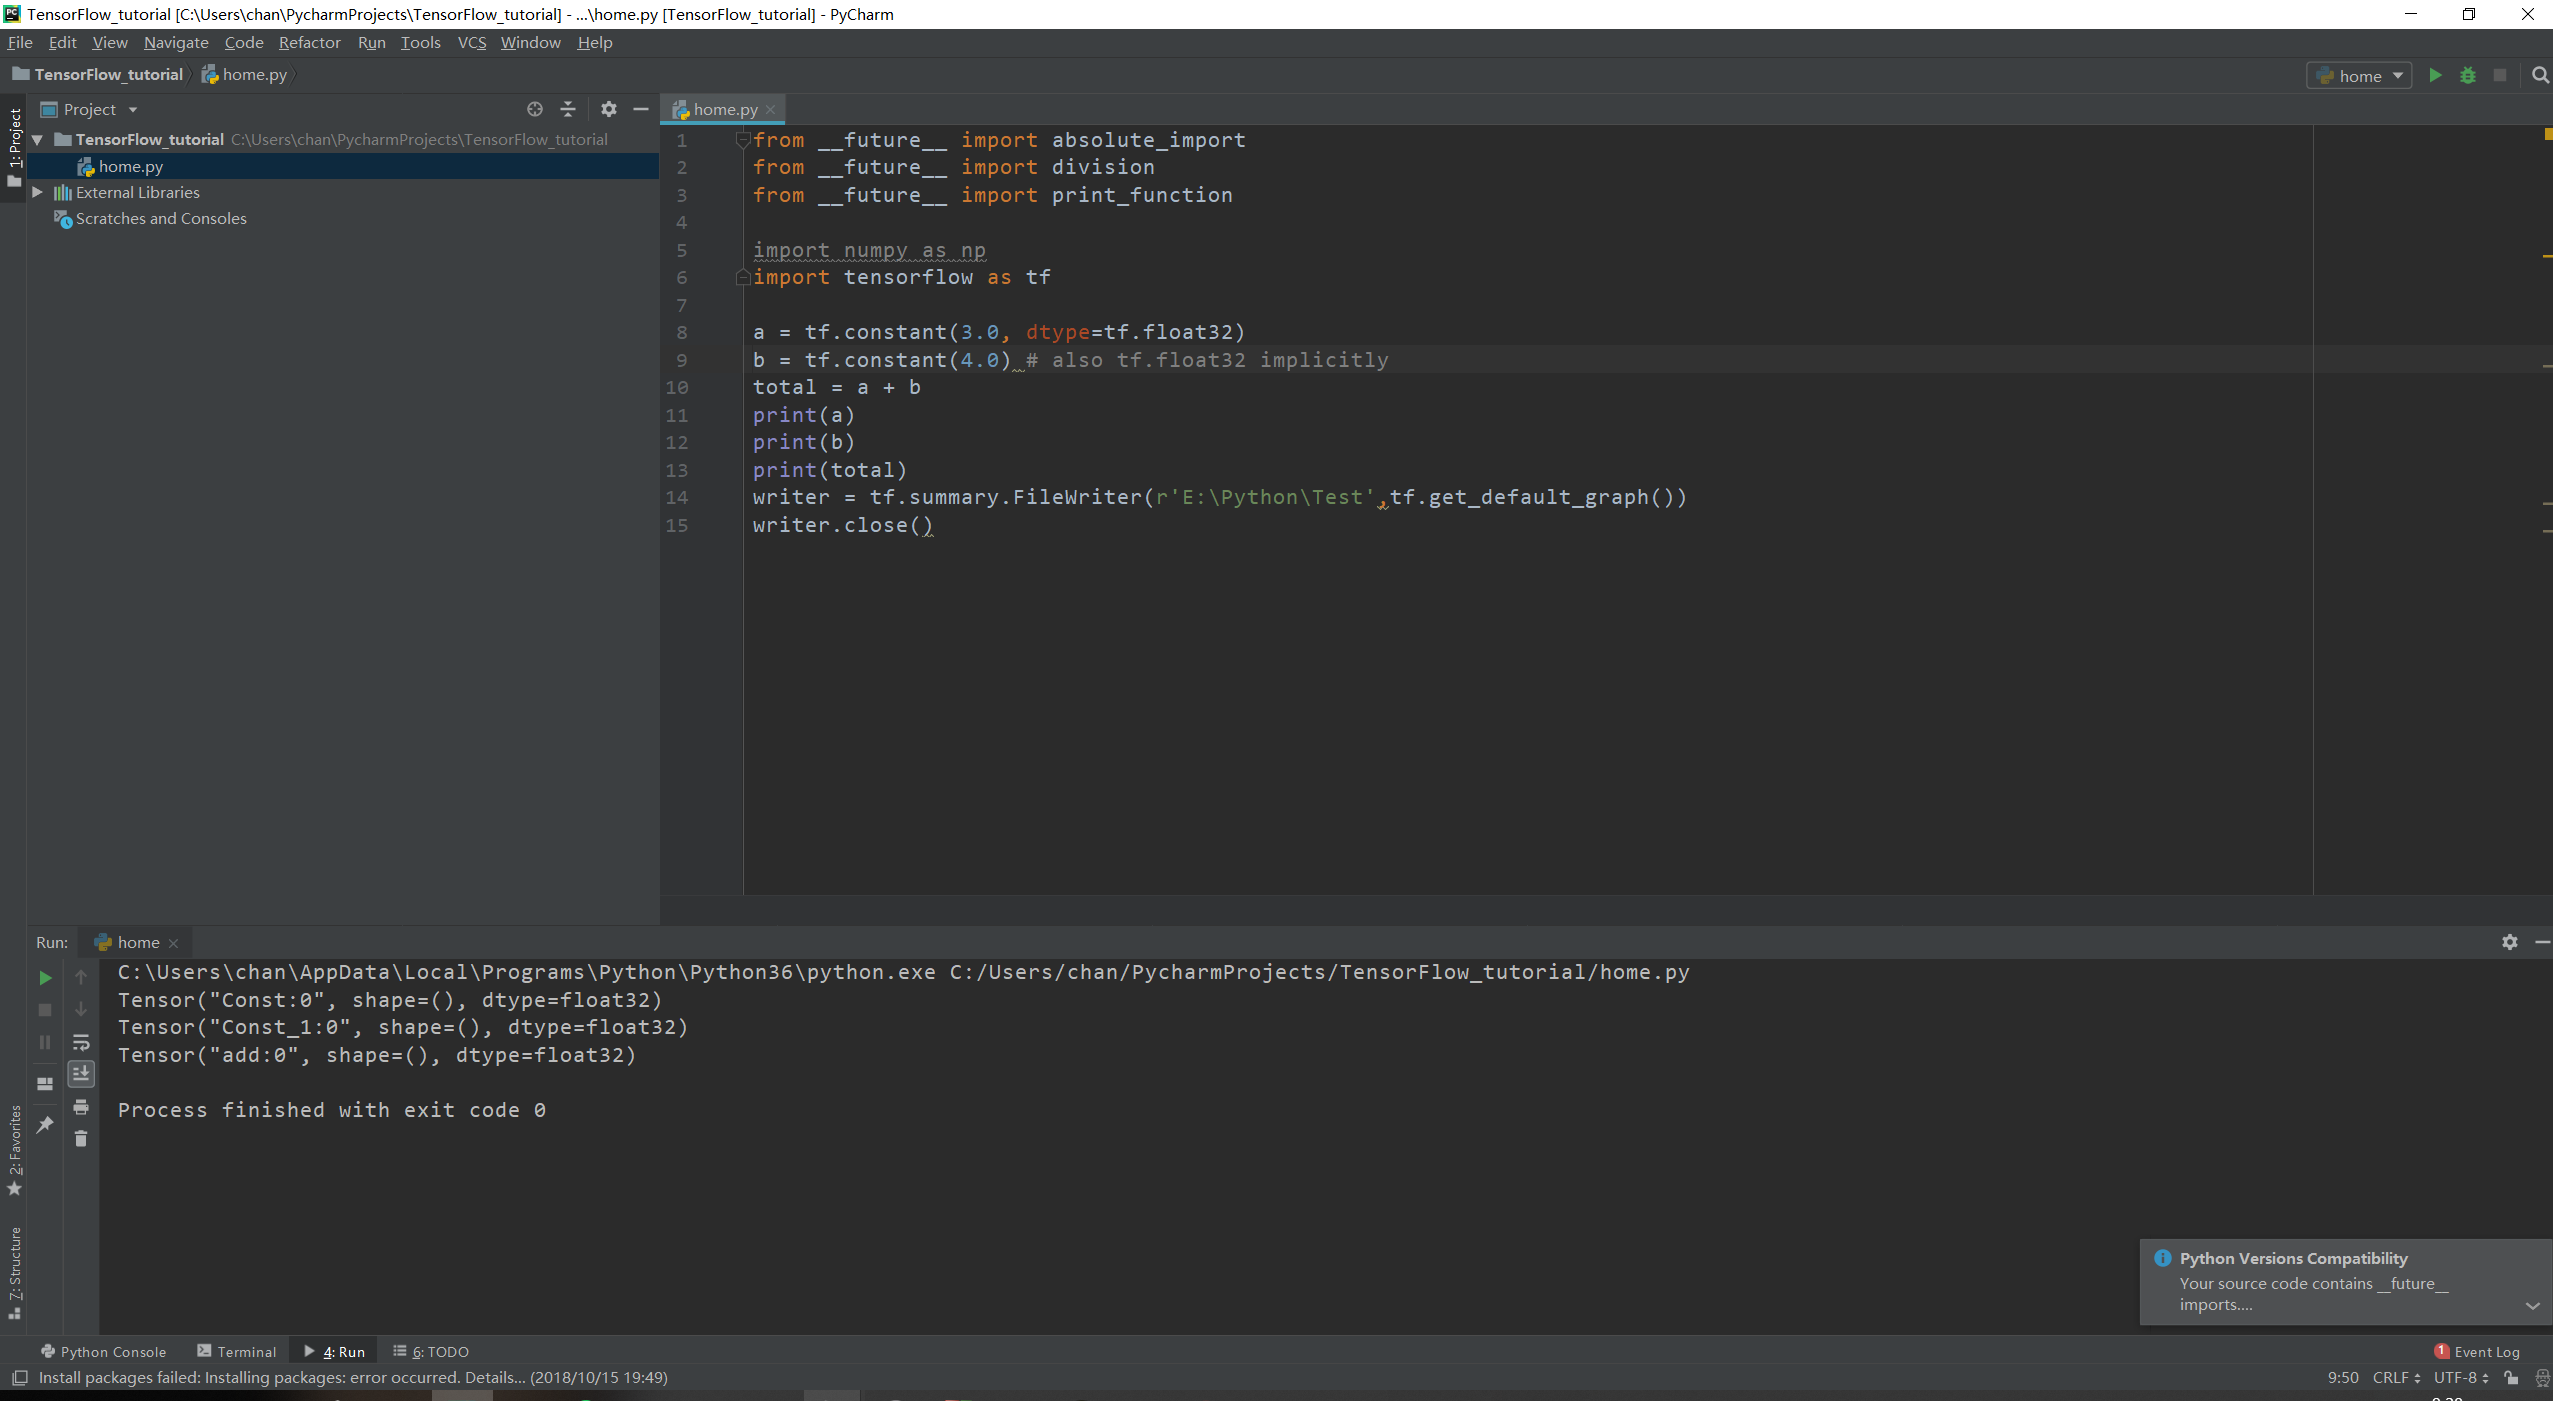 TensorFlow_tutorial [C:\Users\chan\PycharmProjects\TensorFlow_tutorial] - ...\home.py [TensorFlow_tutorial] - PyCharm
File Edit View Navigate Code Refactor Run Tools VCS Window Help
TensorFlow_tutorial home.py home
1: Project
Project
home.py
TensorFlow_tutorial C:\Users\chan\PycharmProjects\TensorFlow_tutorial
home.py
External Libraries
Scratches and Consoles
1 from __future__ import absolute_import
2 from __future__ import division
3 from __future__ import print_function
4
5 import numpy as np
6 import tensorflow as tf
7
8 a = tf.constant(3.0, dtype=tf.float32)
9 b = tf.constant(4.0) # also tf.float32 implicitly
10 total = a + b
11 print(a)
12 print(b)
13 print(total)
14 writer = tf.summary.FileWriter(r'E:\Python\Test',tf.get_default_graph())
15 writer.close()
Run: home
C:\Users\chan\AppData\Local\Programs\Python\Python36\python.exe C:/Users/chan/PycharmProjects/TensorFlow_tutorial/home.py
Tensor("Const:0", shape=(), dtype=float32)
Tensor("Const_1:0", shape=(), dtype=float32)
Tensor("add:0", shape=(), dtype=float32)
Process finished with exit code 0
2: Favorites
7: Structure
Python Versions Compatibility
Your source code contains __future__
imports....
Python Console Terminal 4: Run 6: TODO 1 Event Log
Install packages failed: Installing packages: error occurred. Details... (2018/10/15 19:49) 9:50 CRLF UTF-8